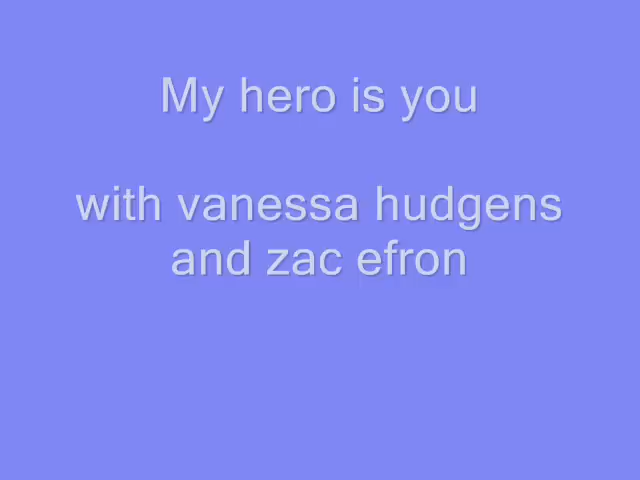 My hero is you
with vanessa hudgens
and zac efron